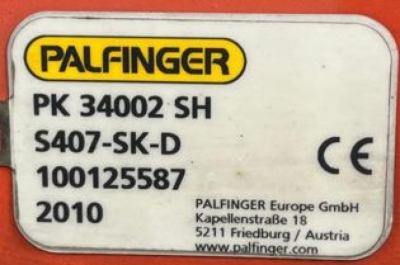 PALFINGER
PK 34002 SH
S407-SK-D
100125587
2010
CE
PALFINGER Europe GmbH
Kapellenstraße 18
5211 Friedburg / Austria
www.palfinger.com